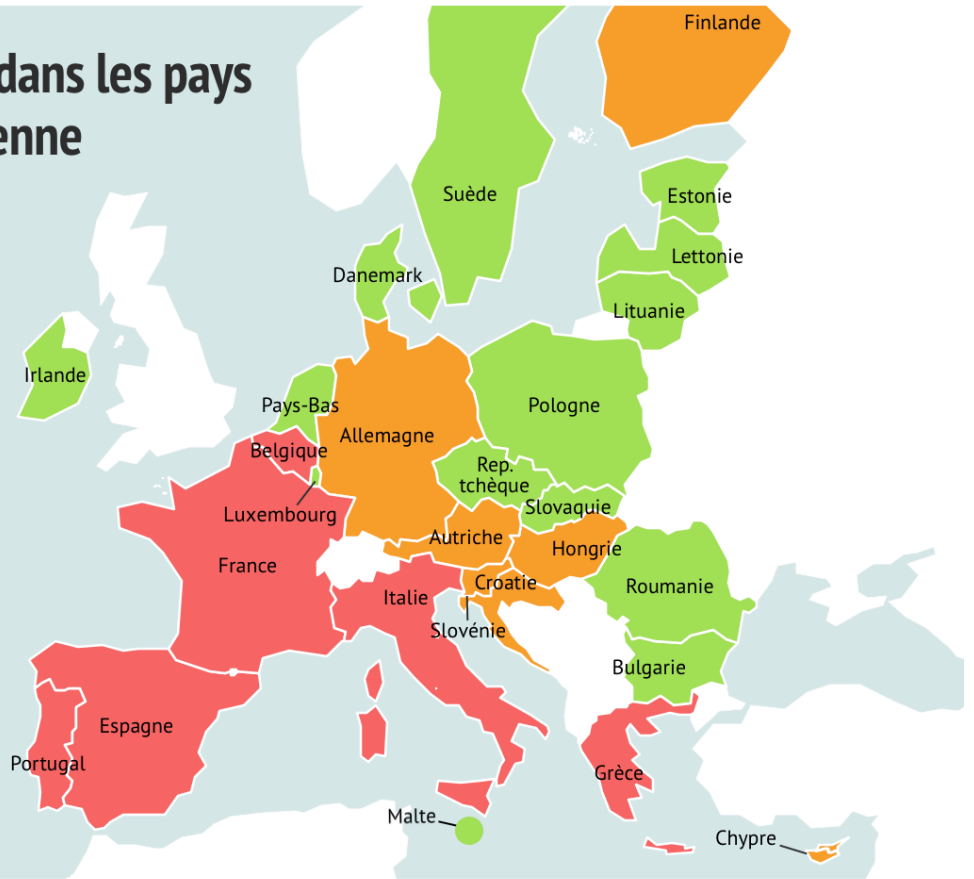 dans les pays
enne
Finlande
Suède
Estonie
Lettonie
Danemark
Lituanie
Irlande
Pays-Bas
Pologne
Allemagne
Belgique
Rep.
tchèque
Slovaquie
Luxembourg
Autriche
Hongrie
France
Croatie
Roumanie
Italie
Slovénie
Bulgarie
Espagne
Portugal
Grèce
Malte
Chypre